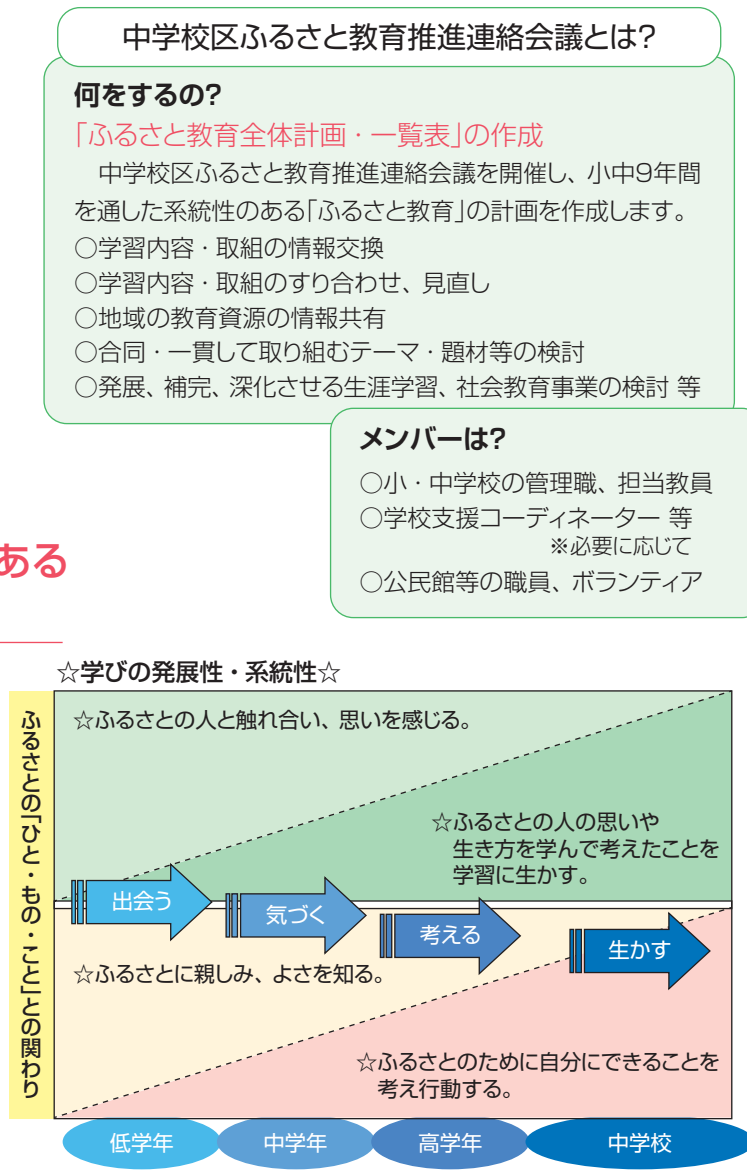 中学校区ふるさと教育推進連絡会議とは?
何をするの?
「ふるさと教育全体計画・一覧表」の作成
中学校区ふるさと教育推進連絡会議を開催し、小中9年間
を通した系統性のある「ふるさと教育」の計画を作成します。
○学習内容・取組の情報交換
○学習内容・取組のすり合わせ、見直し
○地域の教育資源の情報共有
○合同・一貫して取り組むテーマ・題材等の検討
○発展、補完、深化させる生涯学習、社会教育事業の検討 等
メンバーは?
○小・中学校の管理職、担当教員
○学校支援コーディネーター 等
※必要に応じて
○公民館等の職員、ボランティア
ある
☆学びの発展性・系統性☆
ふるさとの「ひと・もの・こと」との関わり
☆ふるさとの人と触れ合い、思いを感じる。
☆ふるさとの人の思いや
生き方を学んで考えたことを
学習に生かす。
出会う
気づく
考える
生かす
☆ふるさとに親しみ、よさを知る。
☆ふるさとのために自分にできることを
考え行動する。
低学年
中学年
高学年
中学校